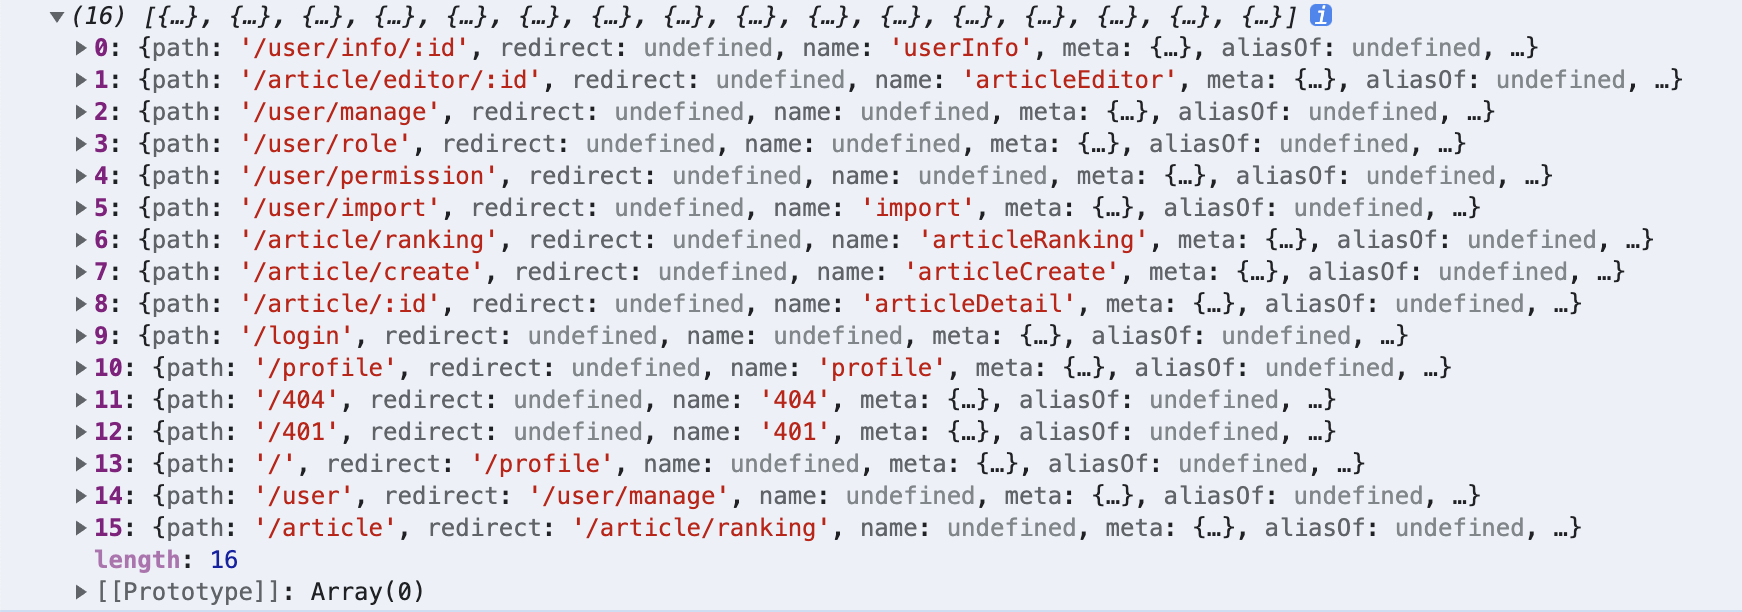 (16) [{…}, {…}, {…}, {…}, {…}, {…}, {…}, {…}, {…}, {…}, {…}, {…}, {…}, {…}, {…}, {…}] i
0: {path: '/user/info/:id', redirect: undefined, name: 'userInfo', meta: {…}, aliasOf: undefined, …}
1: {path: '/article/editor/:id', redirect: undefined, name: 'articleEditor', meta: {…}, aliasOf: undefined, …}
2: {path: '/user/manage', redirect: undefined, name: undefined, meta: {…}, aliasOf: undefined, …}
3: {path: '/user/role', redirect: undefined, name: undefined, meta: {…}, aliasOf: undefined, …}
4: {path: '/user/permission', redirect: undefined, name: undefined, meta: {…}, aliasOf: undefined, …}
5: {path: '/user/import', redirect: undefined, name: 'import', meta: {…}, aliasOf: undefined, …}
6: {path: '/article/ranking', redirect: undefined, name: 'articleRanking', meta: {…}, aliasOf: undefined, …}
7: {path: '/article/create', redirect: undefined, name: 'articleCreate', meta: {…}, aliasOf: undefined, …}
8: {path: '/article/:id', redirect: undefined, name: 'articleDetail', meta: {…}, aliasOf: undefined, …}
9: {path: '/login', redirect: undefined, name: undefined, meta: {…}, aliasOf: undefined, …}
10: {path: '/profile', redirect: undefined, name: 'profile', meta: {…}, aliasOf: undefined, …}
11: {path: '/404', redirect: undefined, name: '404', meta: {…}, aliasOf: undefined, …}
12: {path: '/401', redirect: undefined, name: '401', meta: {…}, aliasOf: undefined, …}
13: {path: '/', redirect: '/profile', name: undefined, meta: {…}, aliasOf: undefined, …}
14: {path: '/user', redirect: '/user/manage', name: undefined, meta: {…}, aliasOf: undefined, …}
15: {path: '/article', redirect: '/article/ranking', name: undefined, meta: {…}, aliasOf: undefined, …}
length: 16
[[Prototype]]: Array(0)